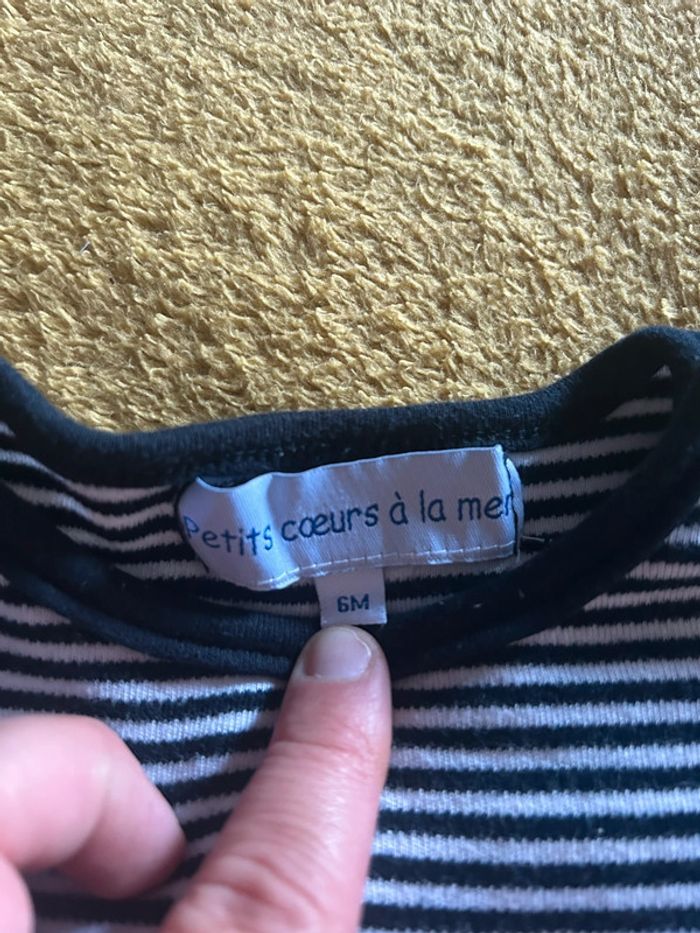 Petits cœurs à la mer
6M